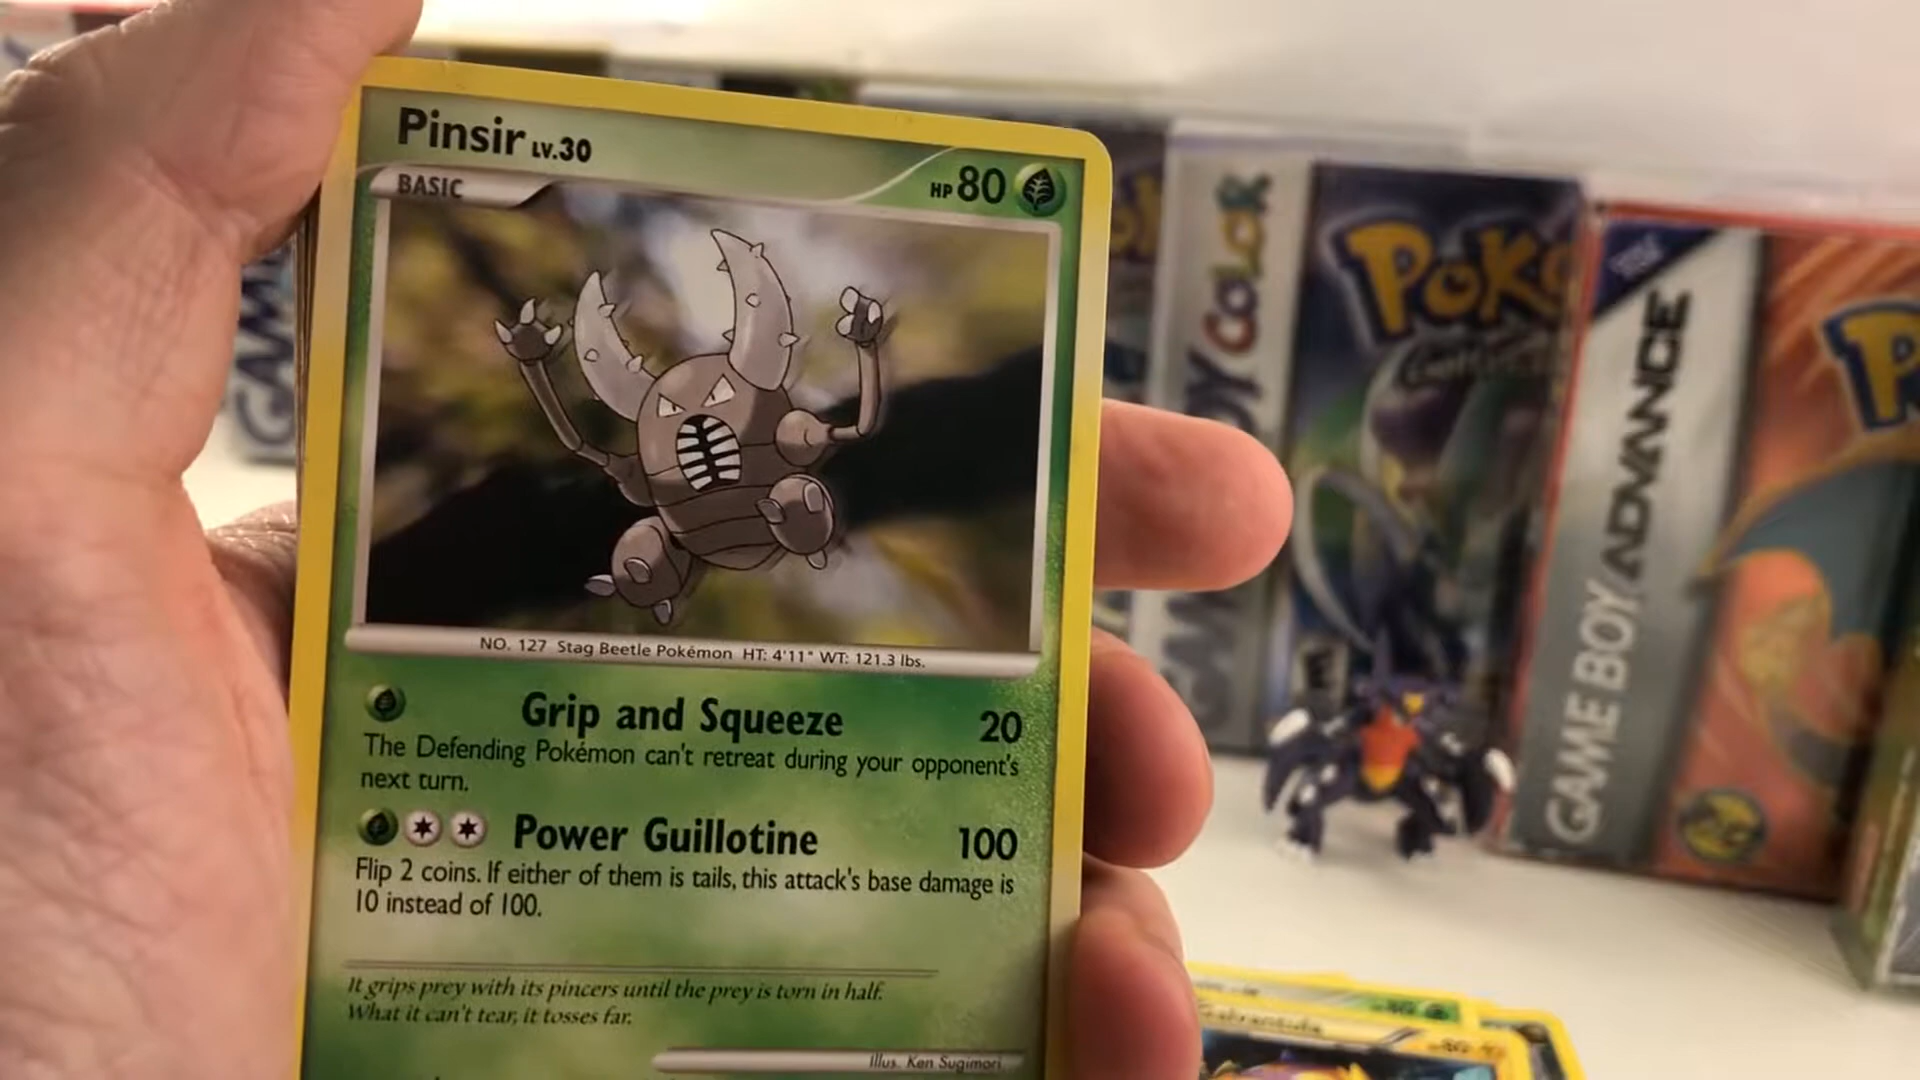 Pinsir LV.30
BASIC
HP 80
NO. 127 Stag Beetle Pokémon HT: 4'11" WT: 121.3 lbs.
Grip and Squeeze 20
The Defending Pokémon can't retreat during your opponent's
next turn.
Power Guillotine 100
Flip 2 coins. If either of them is tails, this attack's base damage is
10 instead of 100.
It grips prey with its pincers until the prey is torn in half.
What it can't tear, it tosses far.
Illus. Ken Sugimori
COLOR
GAME BOY ADVANCE